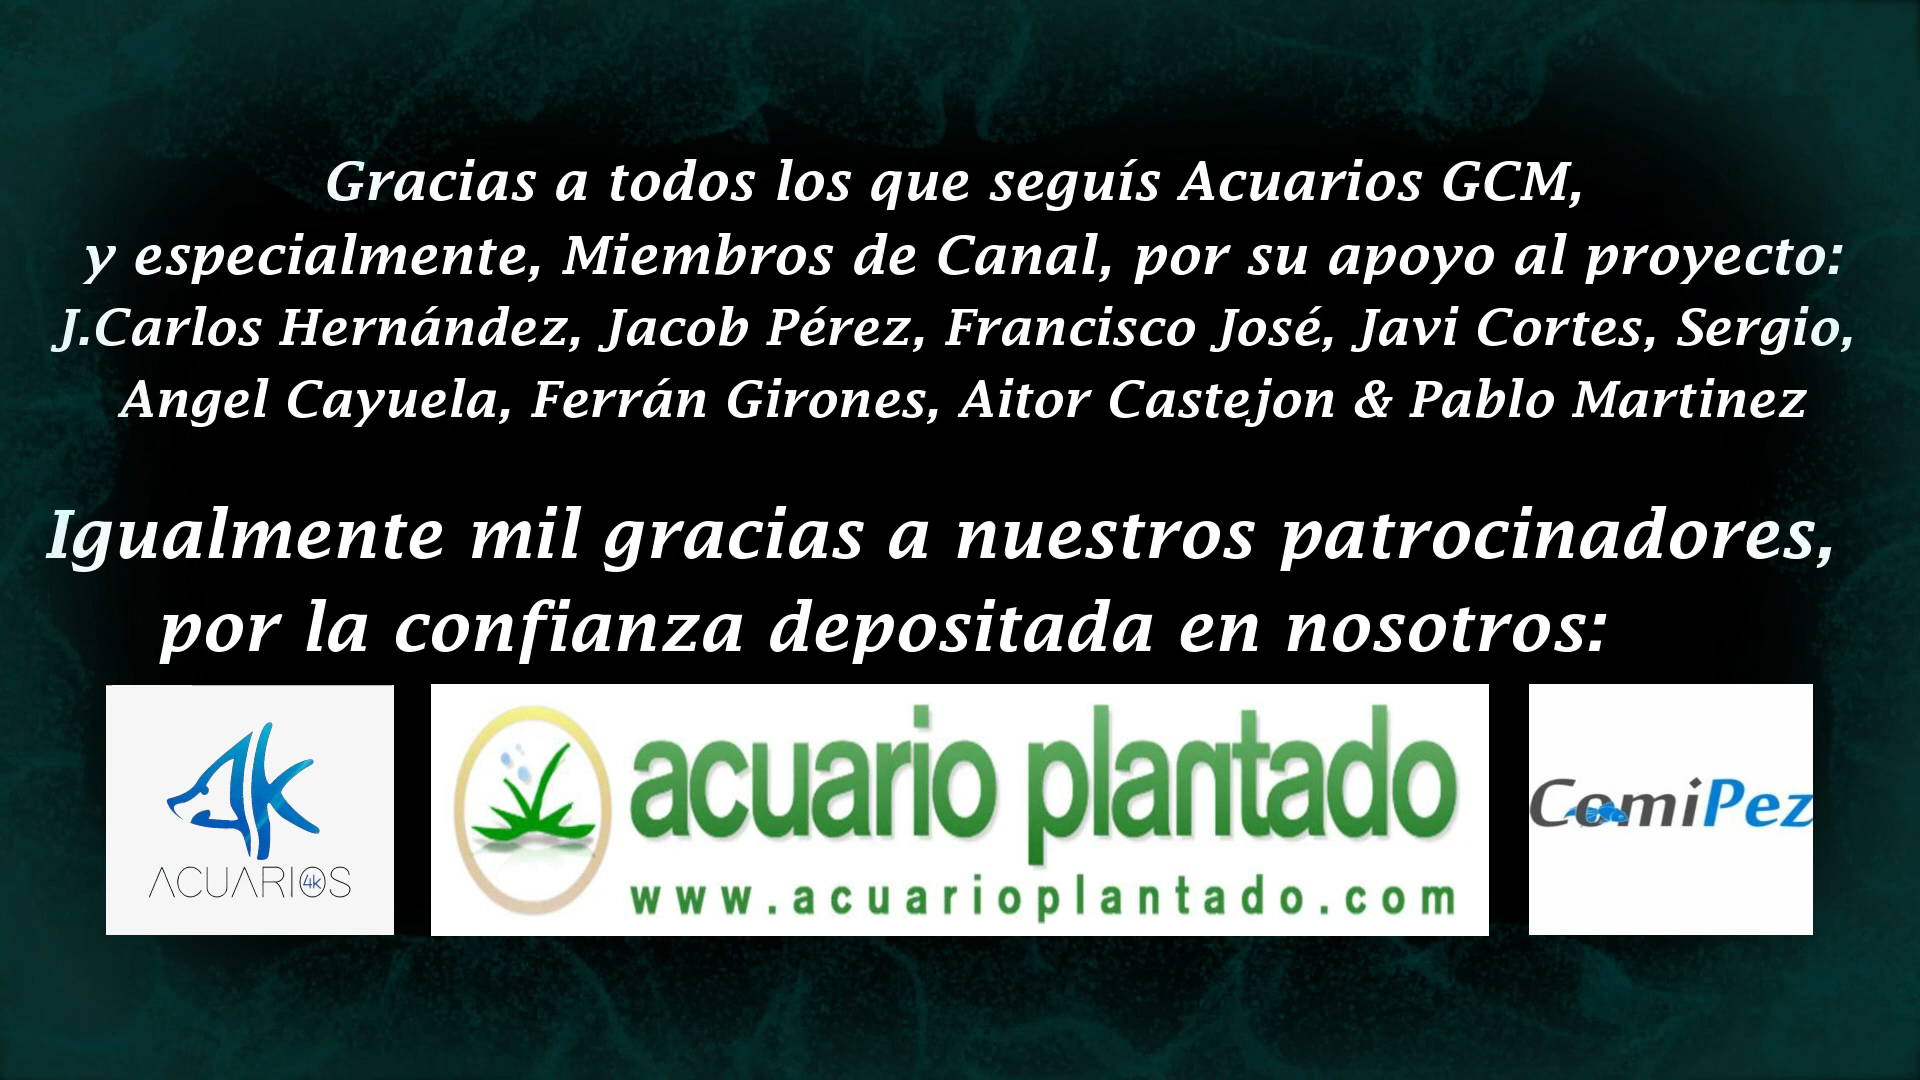 Gracias a todos los que seguís Acuarios GCM,
y especialmente, Miembros de Canal, por su apoyo al proyecto:
J.Carlos Hernández, Jacob Pérez, Francisco José, Javi Cortes, Sergio,
Angel Cayuela, Ferrán Girones, Aitor Castejon & Pablo Martinez
Igualmente mil gracias a nuestros patrocinadores,
por la confianza depositada en nosotros:
4K
ACUARIOS 4k
acuario plantado
www.acuarioplantado.com
ComiPez